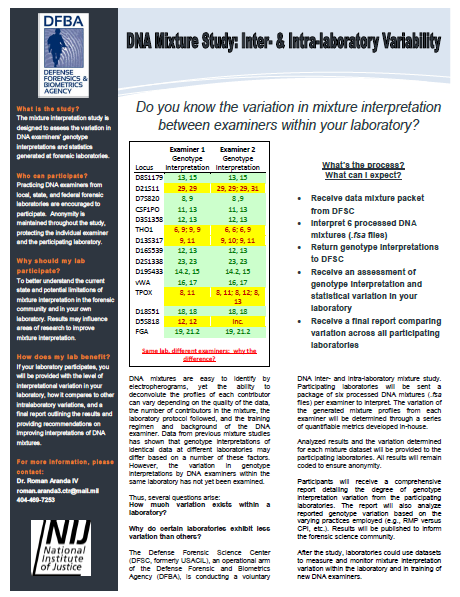 DFBA
DEFENSE
FORENSICS &
BIOMETRICS
AGENCY
DNA Mixture Study: Inter- & Intra-laboratory Variability
What is the study?
The mixture interpretation study is
designed to assess the variation in
DNA examiners' genotype
interpretations and statistics
generated at forensic laboratories.
Who can participate?
Practicing DNA examiners from
local, state, and federal forensic
laboratories are encouraged to
participate. Anonymity is
maintained throughout the study,
protecting the individual examiner
and the participating laboratory.
Why should my lab
participate?
To better understand the current
state and potential limitations of
mixture interpretation in the forensic
community and in your own
laboratory. Results may influence
areas of research to improve
mixture interpretation.
How does my lab benefit?
If your laboratory participates, you
will be provided with the level of
interpretational variation in your
laboratory, how it compares to other
intralaboratory variations, and a
final report outlining the results and
providing recommendations on
improving interpretations of DNA
mixtures.
For more information, please
contact:
Dr. Roman Aranda IV
roman.aranda3.ctr@mail.mil
404-469-7253
NIJ
National
Institute
of Justice
Do you know the variation in mixture interpretation
between examiners within your laboratory?
Examiner 1 Examiner 2
Genotype Genotype
Locus Interpretation Interpretation
D8S1179 13, 15 13, 15
D21S11 29, 29 29, 29; 29, 31
D7S820 8, 9 8, 9
CSF1PO 11, 13 11, 13
D3S1358 12, 13 12, 13
THO1 6, 9; 9, 9 6, 6; 6, 9
D13S317 9, 11 9, 10; 9, 11
D16S539 12, 13 12, 13
D2S1338 23, 23 23, 23
D19S433 14.2, 15 14.2, 15
vWA 16, 17 16, 17
TPOX 8, 11 8, 11; 8, 12; 8,
13
D18S51 18, 18 18, 18
D5S818 12, 12 Inc.
FGA 19, 21.2 19, 21.2
Same lab, different examiners: why the
difference?
What's the process?
What can I expect?
• Receive data mixture packet
from DFSC
• Interpret 6 processed DNA
mixtures (.fsa files)
• Return genotype interpretations
to DFSC
• Receive an assessment of
genotype interpretation and
statistical variation in your
laboratory
• Receive a final report comparing
variation across all participating
laboratories
DNA mixtures are easy to identify by
electropherograms, yet the ability to
deconvolute the profiles of each contributor
can vary depending on the quality of the data,
the number of contributors in the mixture, the
laboratory protocol followed, and the training
regimen and background of the DNA
examiner. Data from previous mixture studies
has shown that genotype interpretations of
identical data at different laboratories may
differ based on a number of these factors.
However, the variation in genotype
interpretations by DNA examiners within the
same laboratory has not yet been examined.
Thus, several questions arise:
How much variation exists within a
laboratory?
Why do certain laboratories exhibit less
variation than others?
The Defense Forensic Science Center
(DFSC, formerly USACIL), an operational arm
of the Defense Forensics and Biometrics
Agency (DFBA), is conducting a voluntary
DNA inter- and intra-laboratory mixture study.
Participating laboratories will be sent a
package of six processed DNA mixtures (.fsa
files) per examiner to interpret. The variation of
the generated mixture profiles from each
examiner will be determined through a series
of quantifiable metrics developed in-house.
Analyzed results and the variation determined
for each mixture dataset will be provided to the
participating laboratories. All results will remain
coded to ensure anonymity.
Participants will receive a comprehensive
report detailing the degree of genotype
interpretation variation from the participating
laboratories. The report will also analyze
reported genotype variation based on the
varying practices employed (e.g., RMP versus
CPI, etc.). Results will be published to inform
the forensic science community.
After the study, laboratories could use datasets
to measure and monitor mixture interpretation
variation within the laboratory and in training of
new DNA examiners.